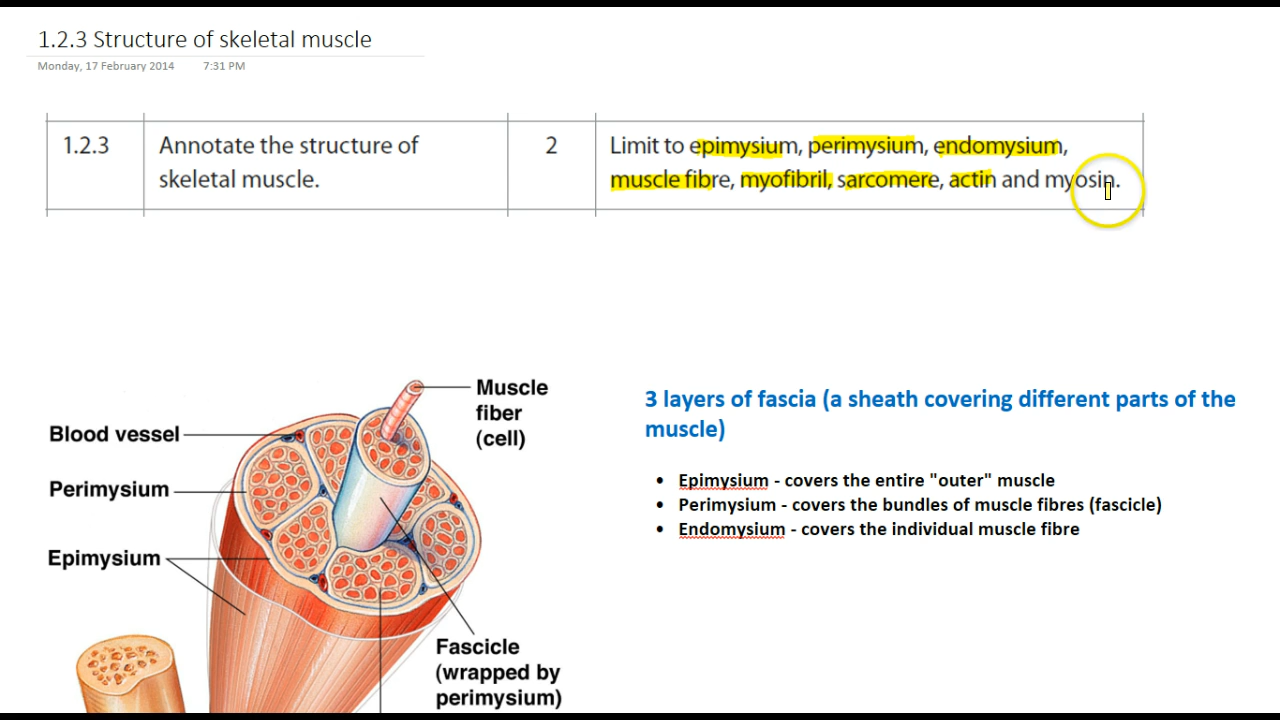 1.2.3 Structure of skeletal muscle
Monday, 17 February 2014 7:31 PM
1.2.3 Annotate the structure of 2 Limit to epimysium, perimysium, endomysium,
skeletal muscle. muscle fibre, myofibril, sarcomere, actin and myosin.
Muscle
fiber
(cell)
Blood vessel
Perimysium
Epimysium
Fascicle
(wrapped by
perimysium)
3 layers of fascia (a sheath covering different parts of the
muscle)
• Epimysium - covers the entire "outer" muscle
• Perimysium - covers the bundles of muscle fibres (fascicle)
• Endomysium - covers the individual muscle fibre